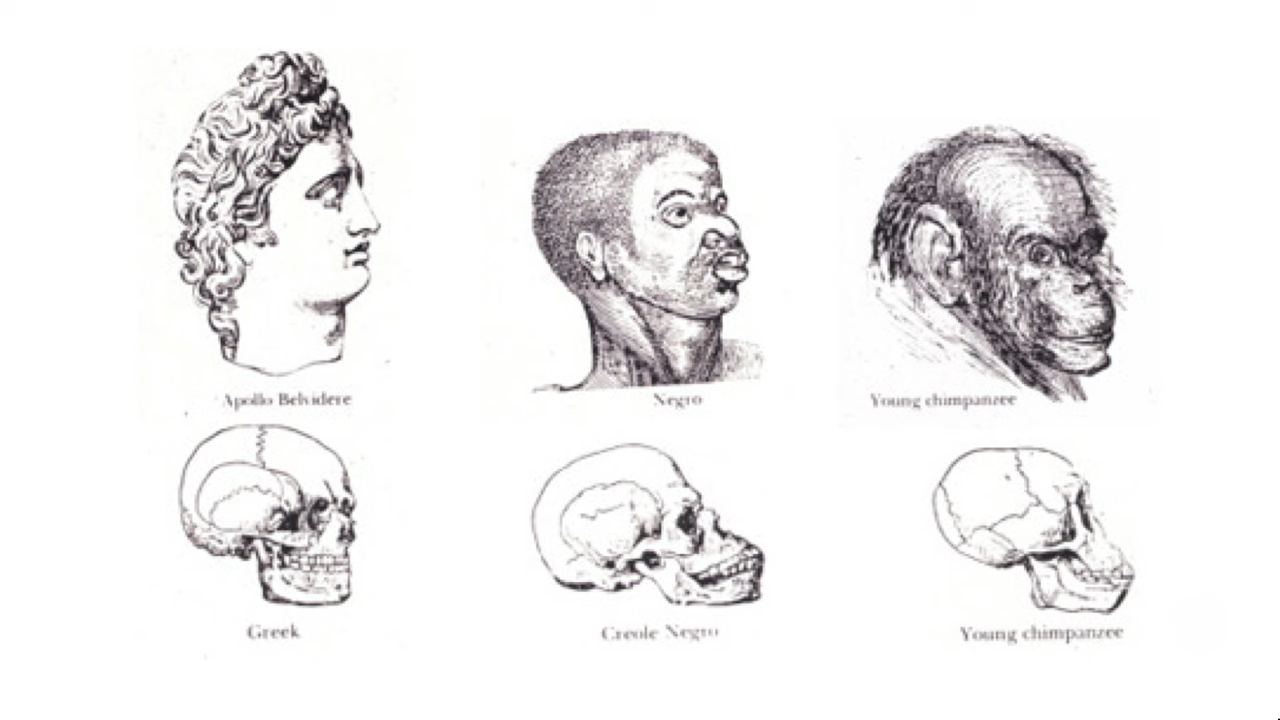 Apollo Belvidere
Negro
Young chimpanzee
Greek
Creole Negro
Young chimpanzee